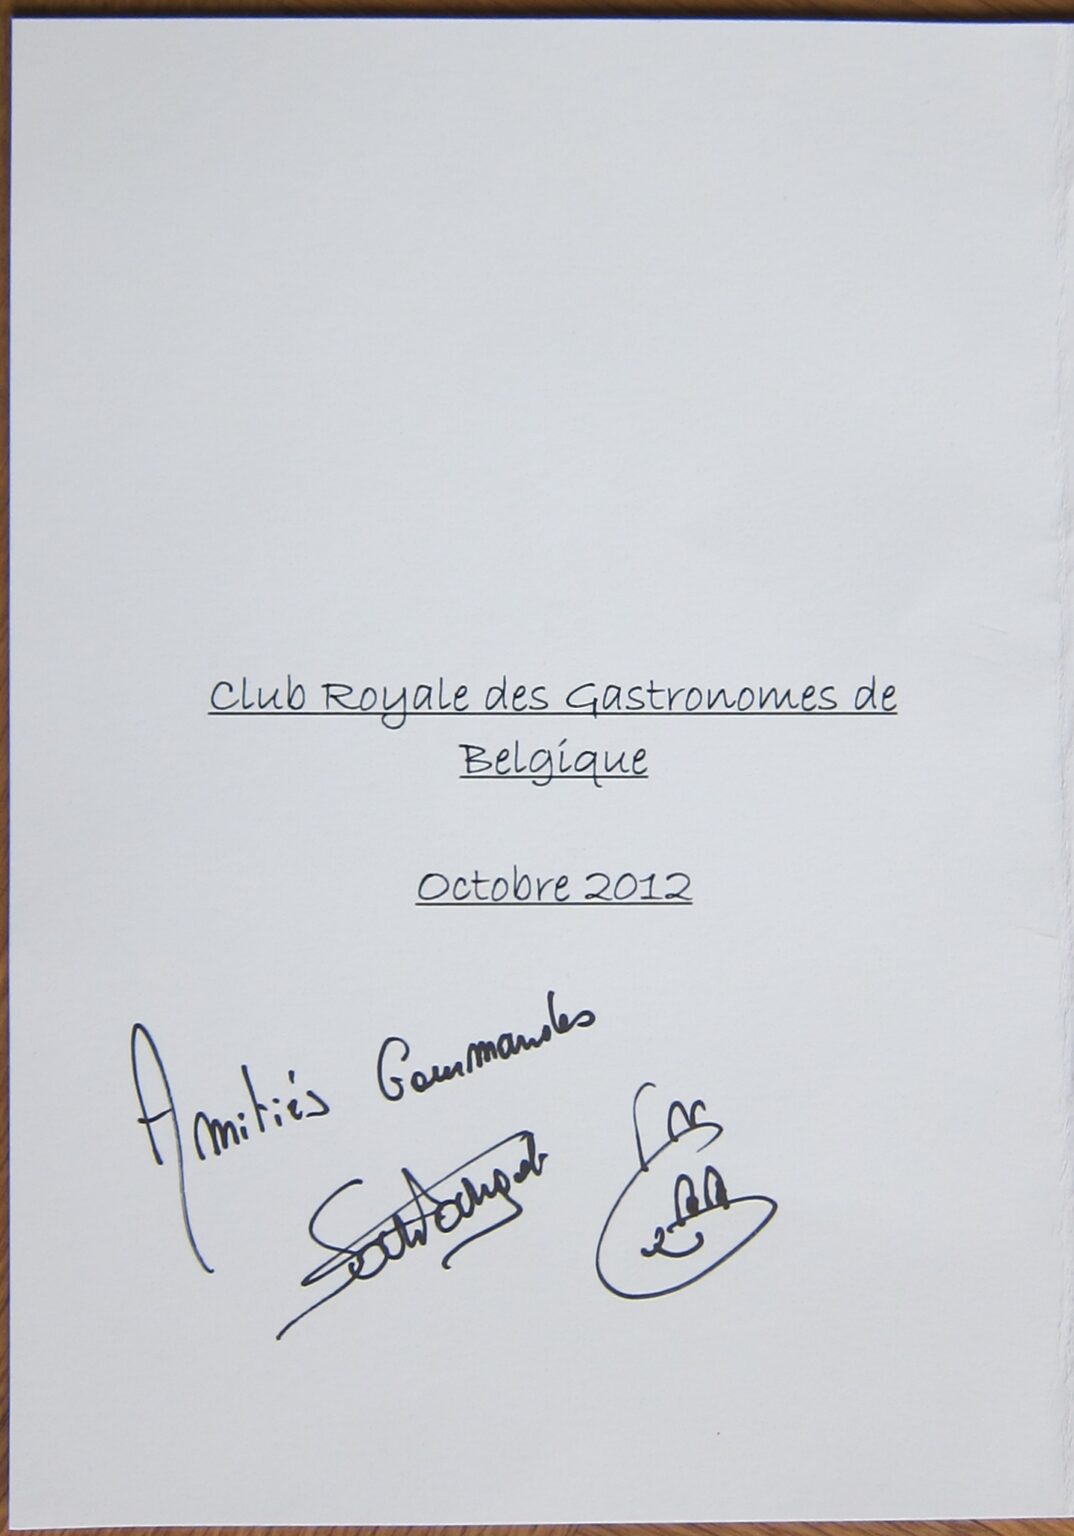 Club Royale des Gastronomes de
Belgique
Octobre 2012
Amitiés Gourmandes